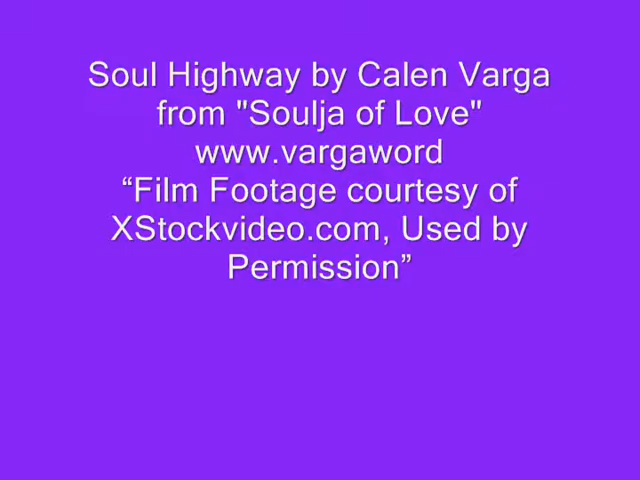 Soul Highway by Calen Varga
from "Soulja of Love"
www.vargaword
“Film Footage courtesy of
XStockvideo.com, Used by
Permission”